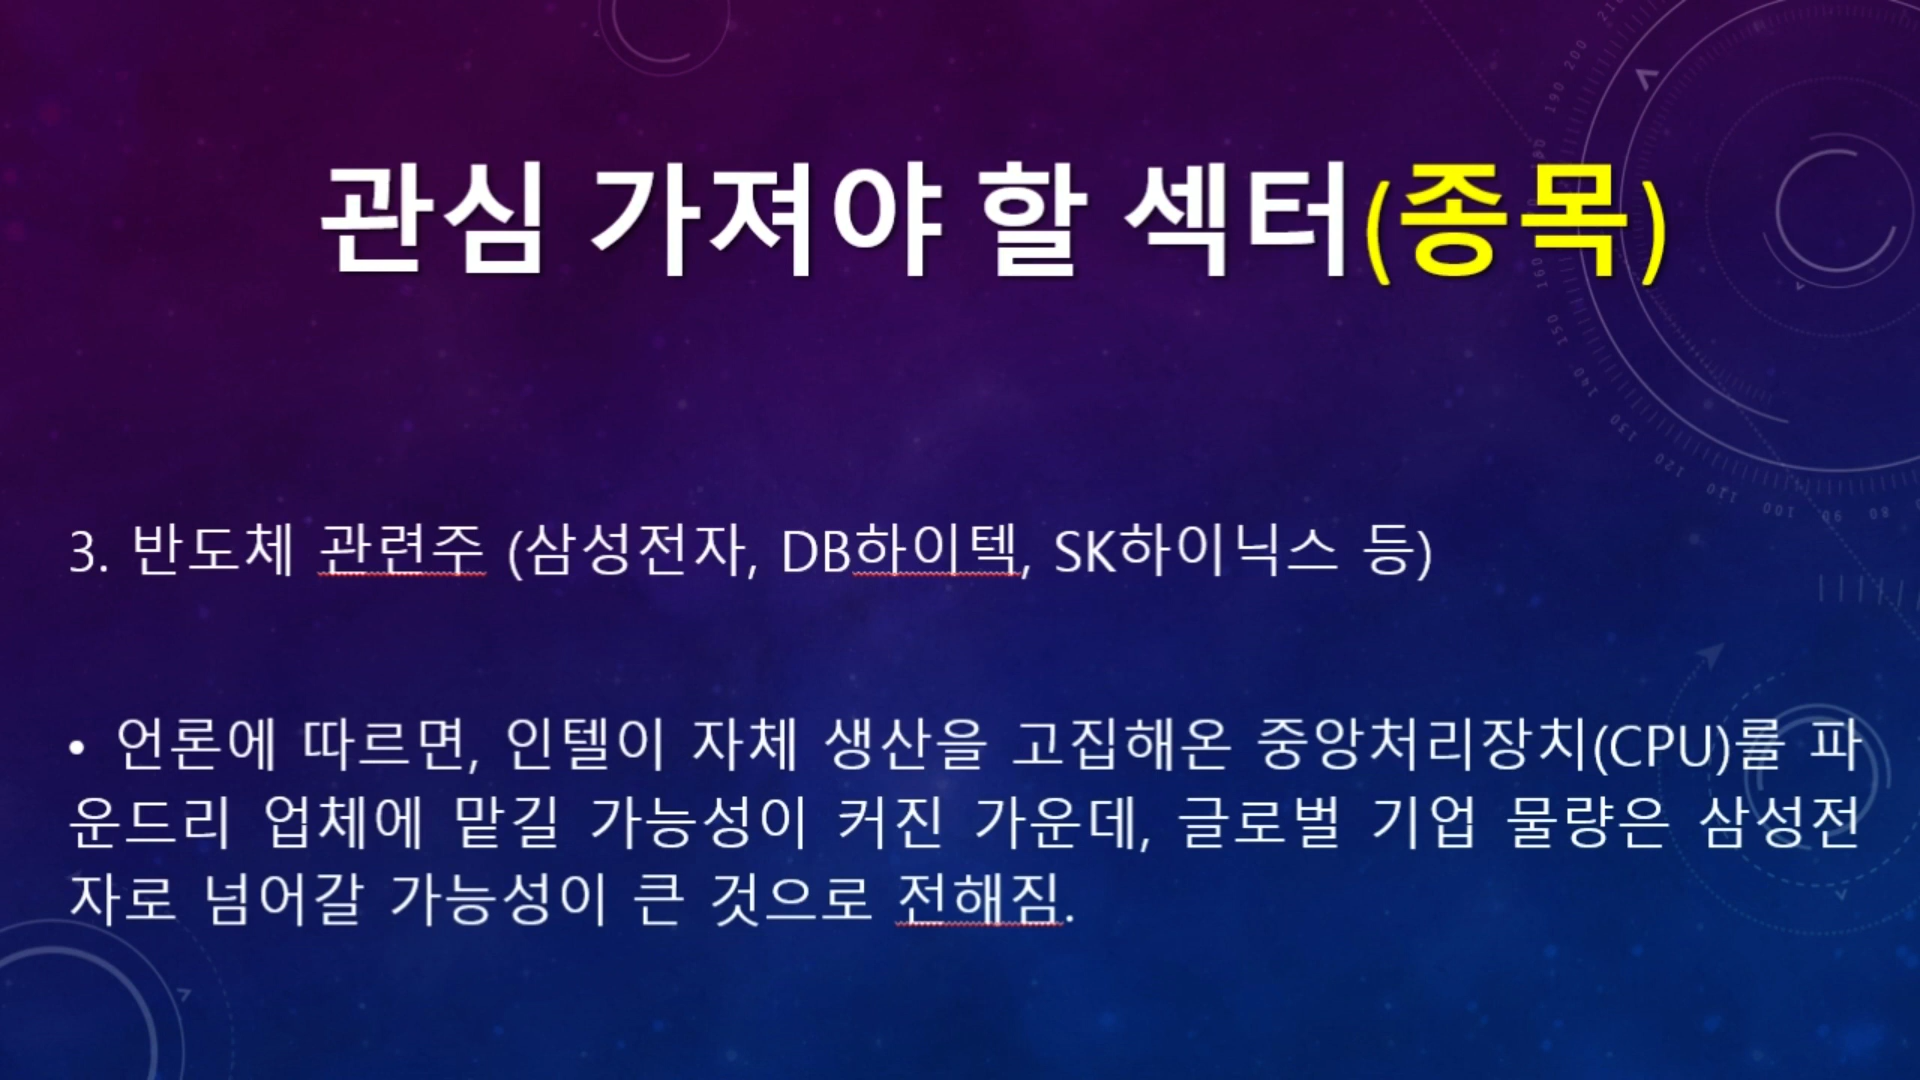 관심 가져야 할 섹터(종목)
3. 반도체 관련주 (삼성전자, DB하이텍, SK하이닉스 등)
• 언론에 따르면, 인텔이 자체 생산을 고집해온 중앙처리장치(CPU)를 파
운드리 업체에 맡길 가능성이 커진 가운데, 글로벌 기업 물량은 삼성전
자로 넘어갈 가능성이 큰 것으로 전해짐.